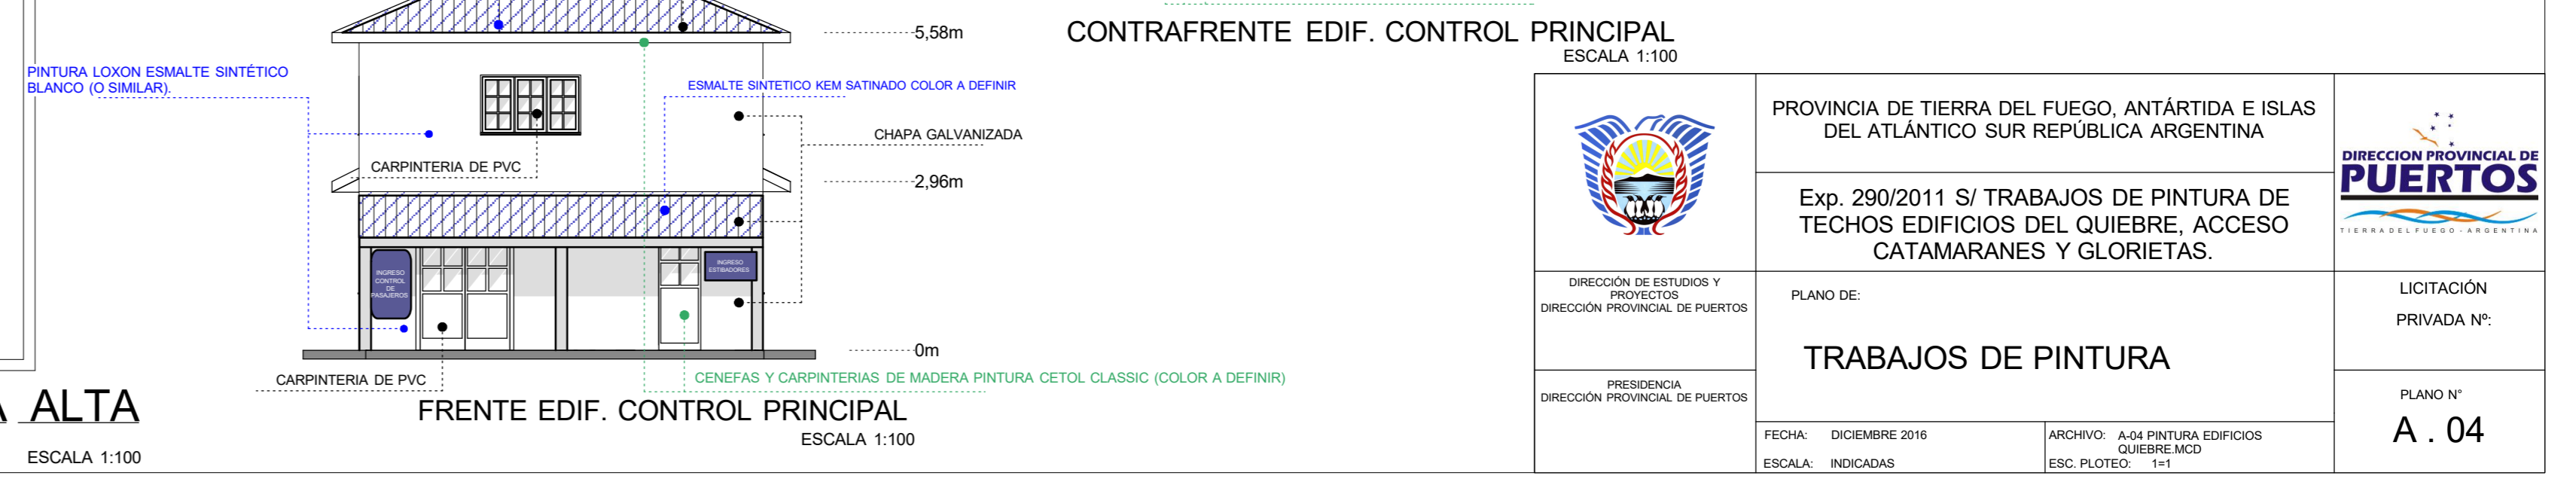 5,58m
CONTRAFRENTE EDIF. CONTROL PRINCIPAL
ESCALA 1:100
PINTURA LOXON ESMALTE SINTÉTICO
BLANCO (O SIMILAR).
ESMALTE SINTETICO KEM SATINADO COLOR A DEFINIR
CHAPA GALVANIZADA
CARPINTERIA DE PVC
2,96m
INGRESO
CONTROL
DE
PASAJEROS
INGRESO
ESTIBADORES
0m
CARPINTERIA DE PVC
CENEFAS Y CARPINTERIAS DE MADERA PINTURA CETOL CLASSIC (COLOR A DEFINIR)
A ALTA
ESCALA 1:100
FRENTE EDIF. CONTROL PRINCIPAL
ESCALA 1:100
PROVINCIA DE TIERRA DEL FUEGO, ANTÁRTIDA E ISLAS
DEL ATLÁNTICO SUR REPÚBLICA ARGENTINA
DIRECCION PROVINCIAL DE
PUERTOS
TIERRA DEL FUEGO - ARGENTINA
Exp. 290/2011 S/ TRABAJOS DE PINTURA DE
TECHOS EDIFICIOS DEL QUIEBRE, ACCESO
CATAMARANES Y GLORIETAS.
DIRECCIÓN DE ESTUDIOS Y
PROYECTOS
DIRECCIÓN PROVINCIAL DE PUERTOS
PLANO DE:
TRABAJOS DE PINTURA
LICITACIÓN
PRIVADA Nº:
PRESIDENCIA
DIRECCIÓN PROVINCIAL DE PUERTOS
PLANO N°
A . 04
FECHA: DICIEMBRE 2016
ESCALA: INDICADAS
ARCHIVO: A-04 PINTURA EDIFICIOS
QUIEBRE.MCD
ESC. PLOTEO: 1=1